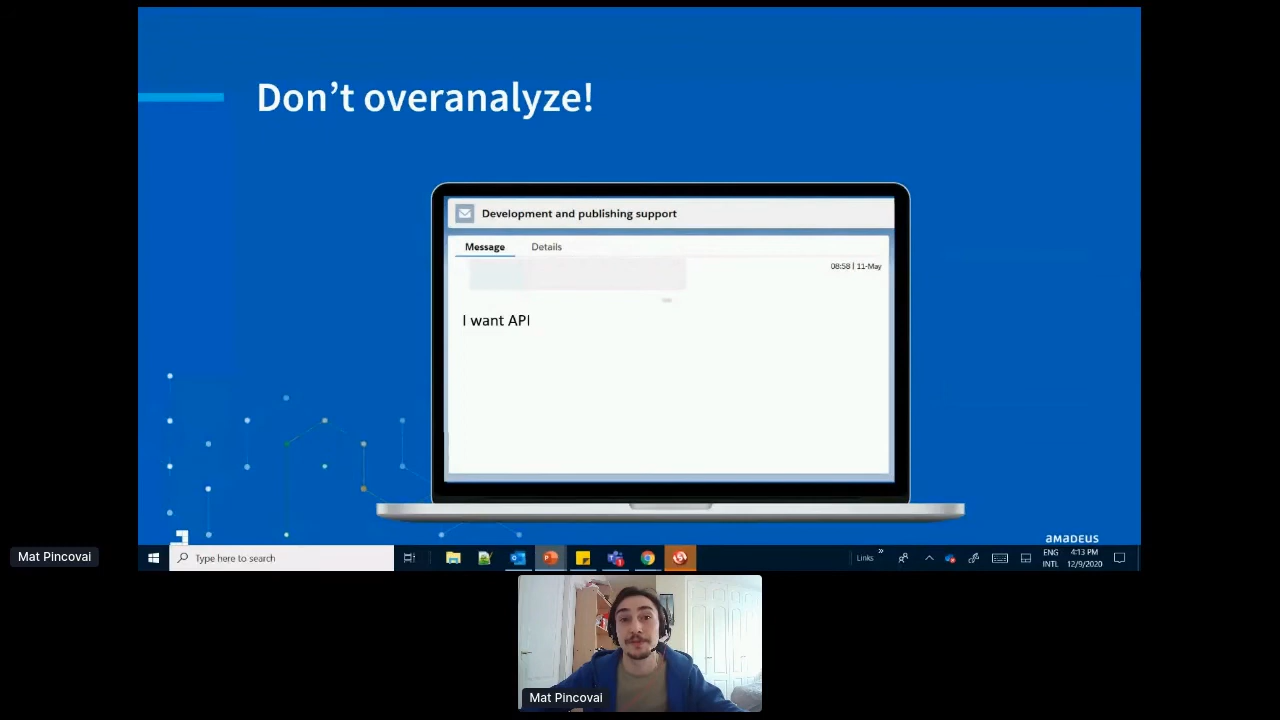 Don't overanalyze!
Development and publishing support
Message Details
08:58 | 11-May
I want API
amadeus
Mat Pincovai
Type here to search
Links
ENG
INTL
4:13 PM
12/9/2020
Mat Pincovai